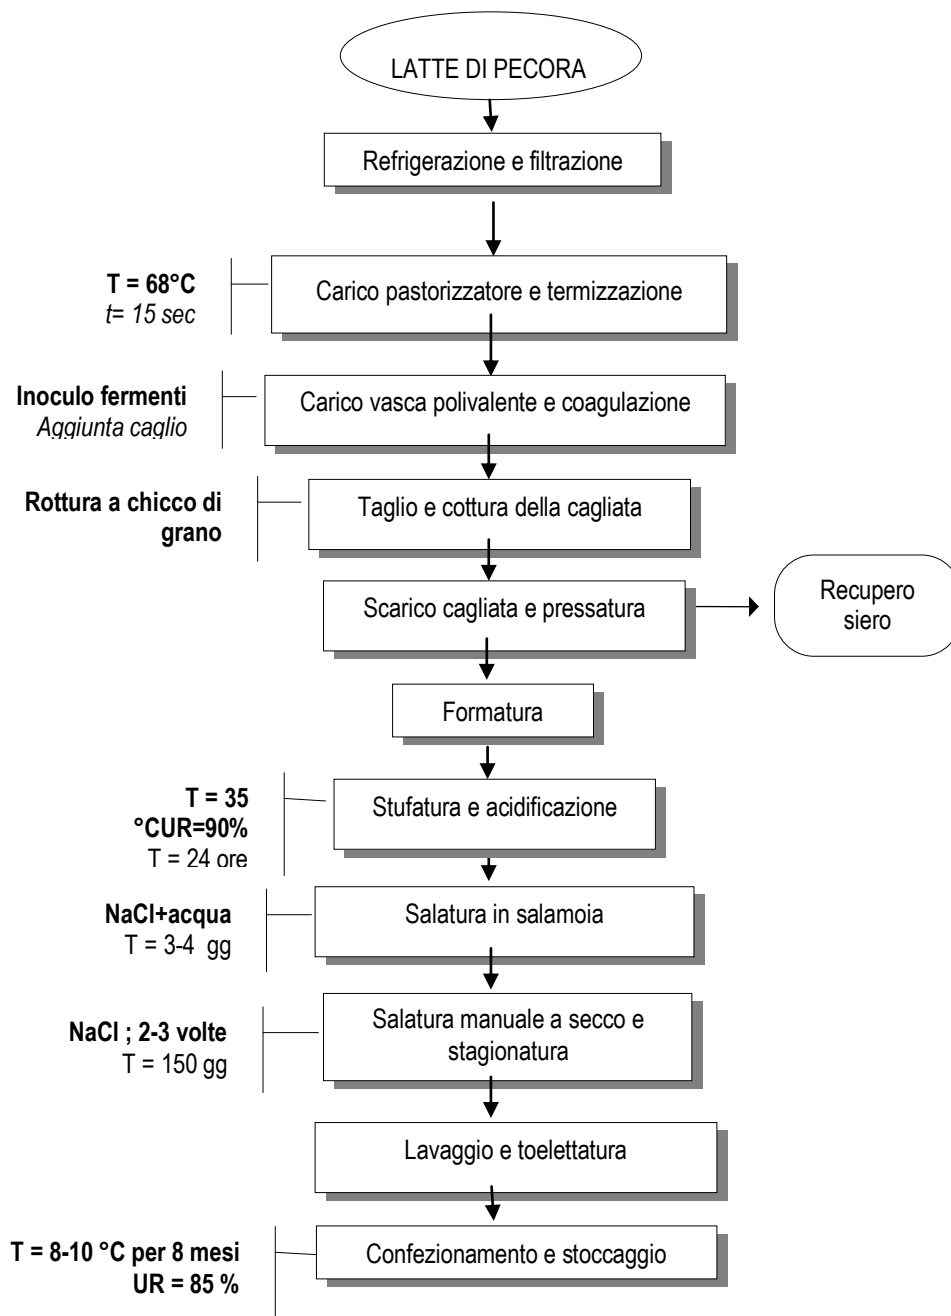 LATTE DI PECORA
Refrigerazione e filtrazione
T = 68°C
t= 15 sec
Carico pastorizzatore e termizzazione
Inoculo fermenti
Aggiunta caglio
Carico vasca polivalente e coagulazione
Rottura a chicco di
grano
Taglio e cottura della cagliata
Scarico cagliata e pressatura
Recupero
siero
Formatura
T = 35
°CUR=90%
T = 24 ore
Stufatura e acidificazione
NaCl+acqua
T = 3-4 gg
Salatura in salamoia
NaCl ; 2-3 volte
T = 150 gg
Salatura manuale a secco e
stagionatura
Lavaggio e toelettatura
T = 8-10 °C per 8 mesi
UR = 85 %
Confezionamento e stoccaggio